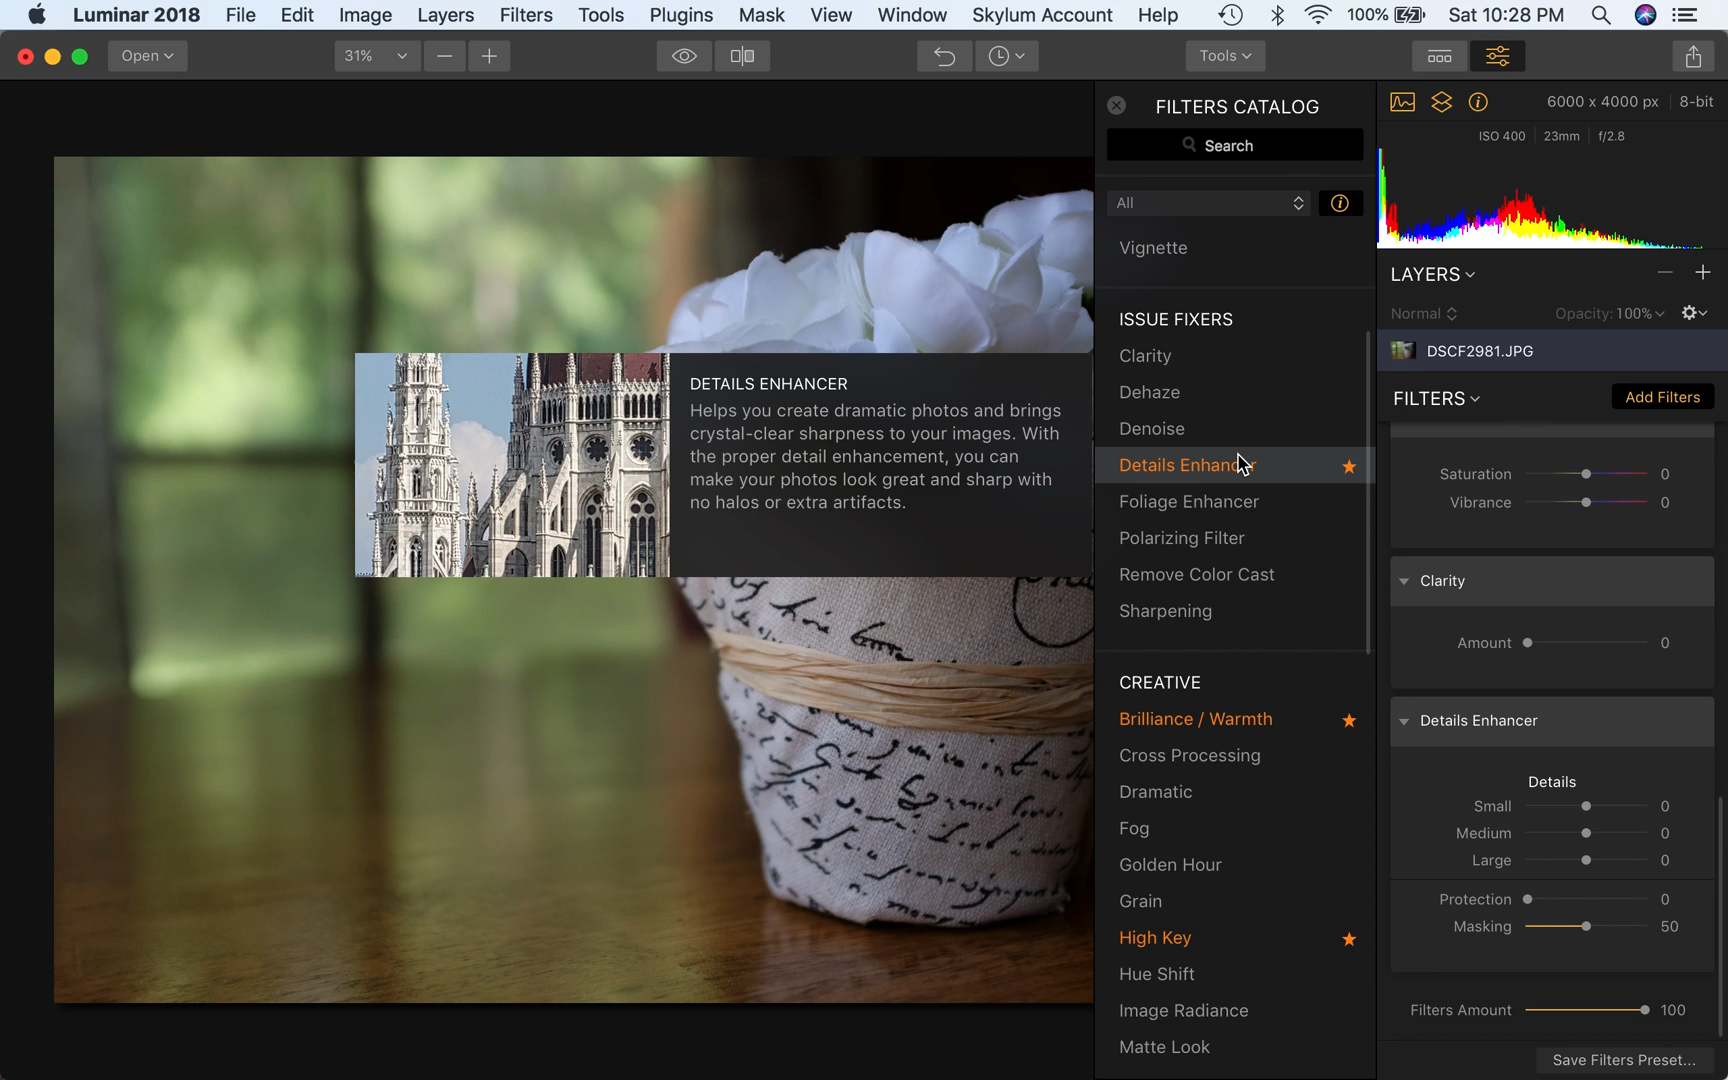 Luminar 2018 File Edit Image Layers Filters Tools Plugins Mask View Window Skylum Account Help 100% Sat 10:28 PM
Open 31% Tools
FILTERS CATALOG
Search
All
Vignette
ISSUE FIXERS
Clarity
Dehaze
Denoise
Details Enhancer
Foliage Enhancer
Polarizing Filter
Remove Color Cast
Sharpening
CREATIVE
Brilliance / Warmth
Cross Processing
Dramatic
Fog
Golden Hour
Grain
High Key
Hue Shift
Image Radiance
Matte Look
DETAILS ENHANCER
Helps you create dramatic photos and brings
crystal-clear sharpness to your images. With
the proper detail enhancement, you can
make your photos look great and sharp with
no halos or extra artifacts.
6000 x 4000 px 8-bit
ISO 400 23mm f/2.8
LAYERS
Normal Opacity: 100%
DSCF2981.JPG
FILTERS Add Filters
Saturation 0
Vibrance 0
Clarity
Amount 0
Details Enhancer
Details
Small 0
Medium 0
Large 0
Protection 0
Masking 50
Filters Amount 100
Save Filters Preset...